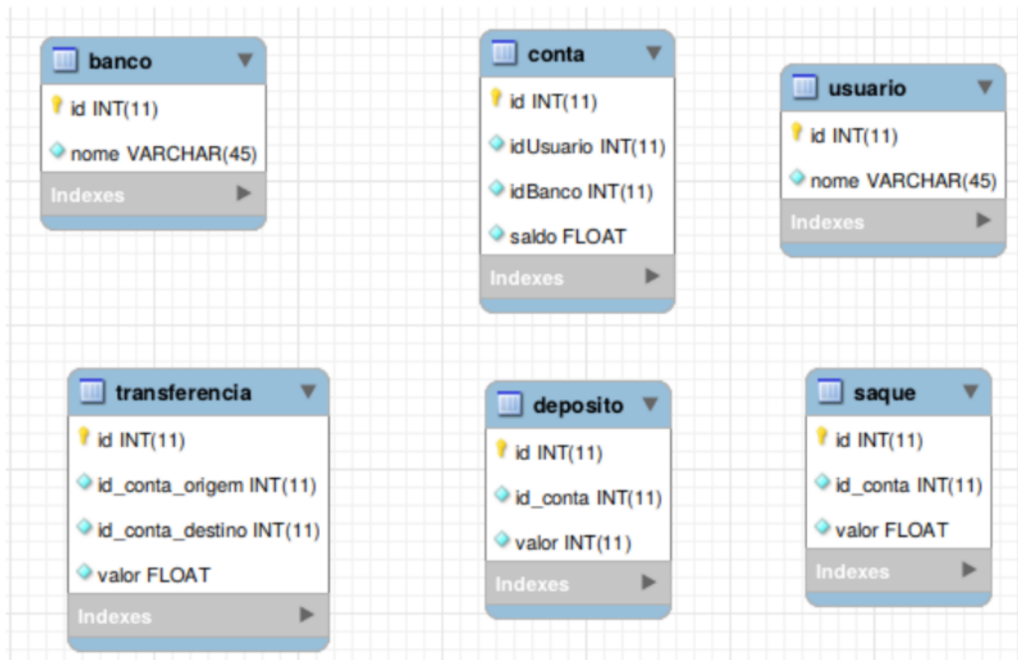 banco
id INT(11)
nome VARCHAR(45)
Indexes
conta
id INT(11)
idUsuario INT(11)
idBanco INT(11)
saldo FLOAT
Indexes
usuario
id INT(11)
nome VARCHAR(45)
Indexes
transferencia
id INT(11)
id_conta_origem INT(11)
id_conta_destino INT(11)
valor FLOAT
Indexes
deposito
id INT(11)
id_conta INT(11)
valor INT(11)
Indexes
saque
id INT(11)
id_conta INT(11)
valor FLOAT
Indexes